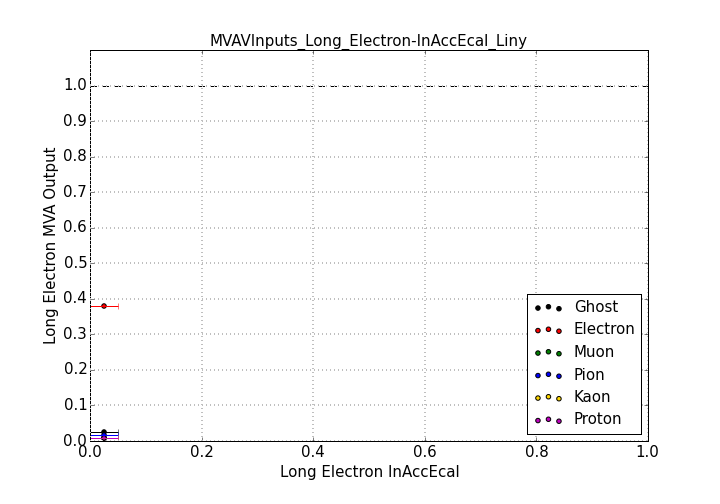 MVAVInputs_Long_Electron-InAccEcal_Liny
1.0
0.9
0.8
0.7
0.6
0.5
0.4
0.3
0.2
0.1
0.0
Long Electron MVA Output
Ghost
Electron
Muon
Pion
Kaon
Proton
0.0 0.2 0.4 0.6 0.8 1.0
Long Electron InAccEcal